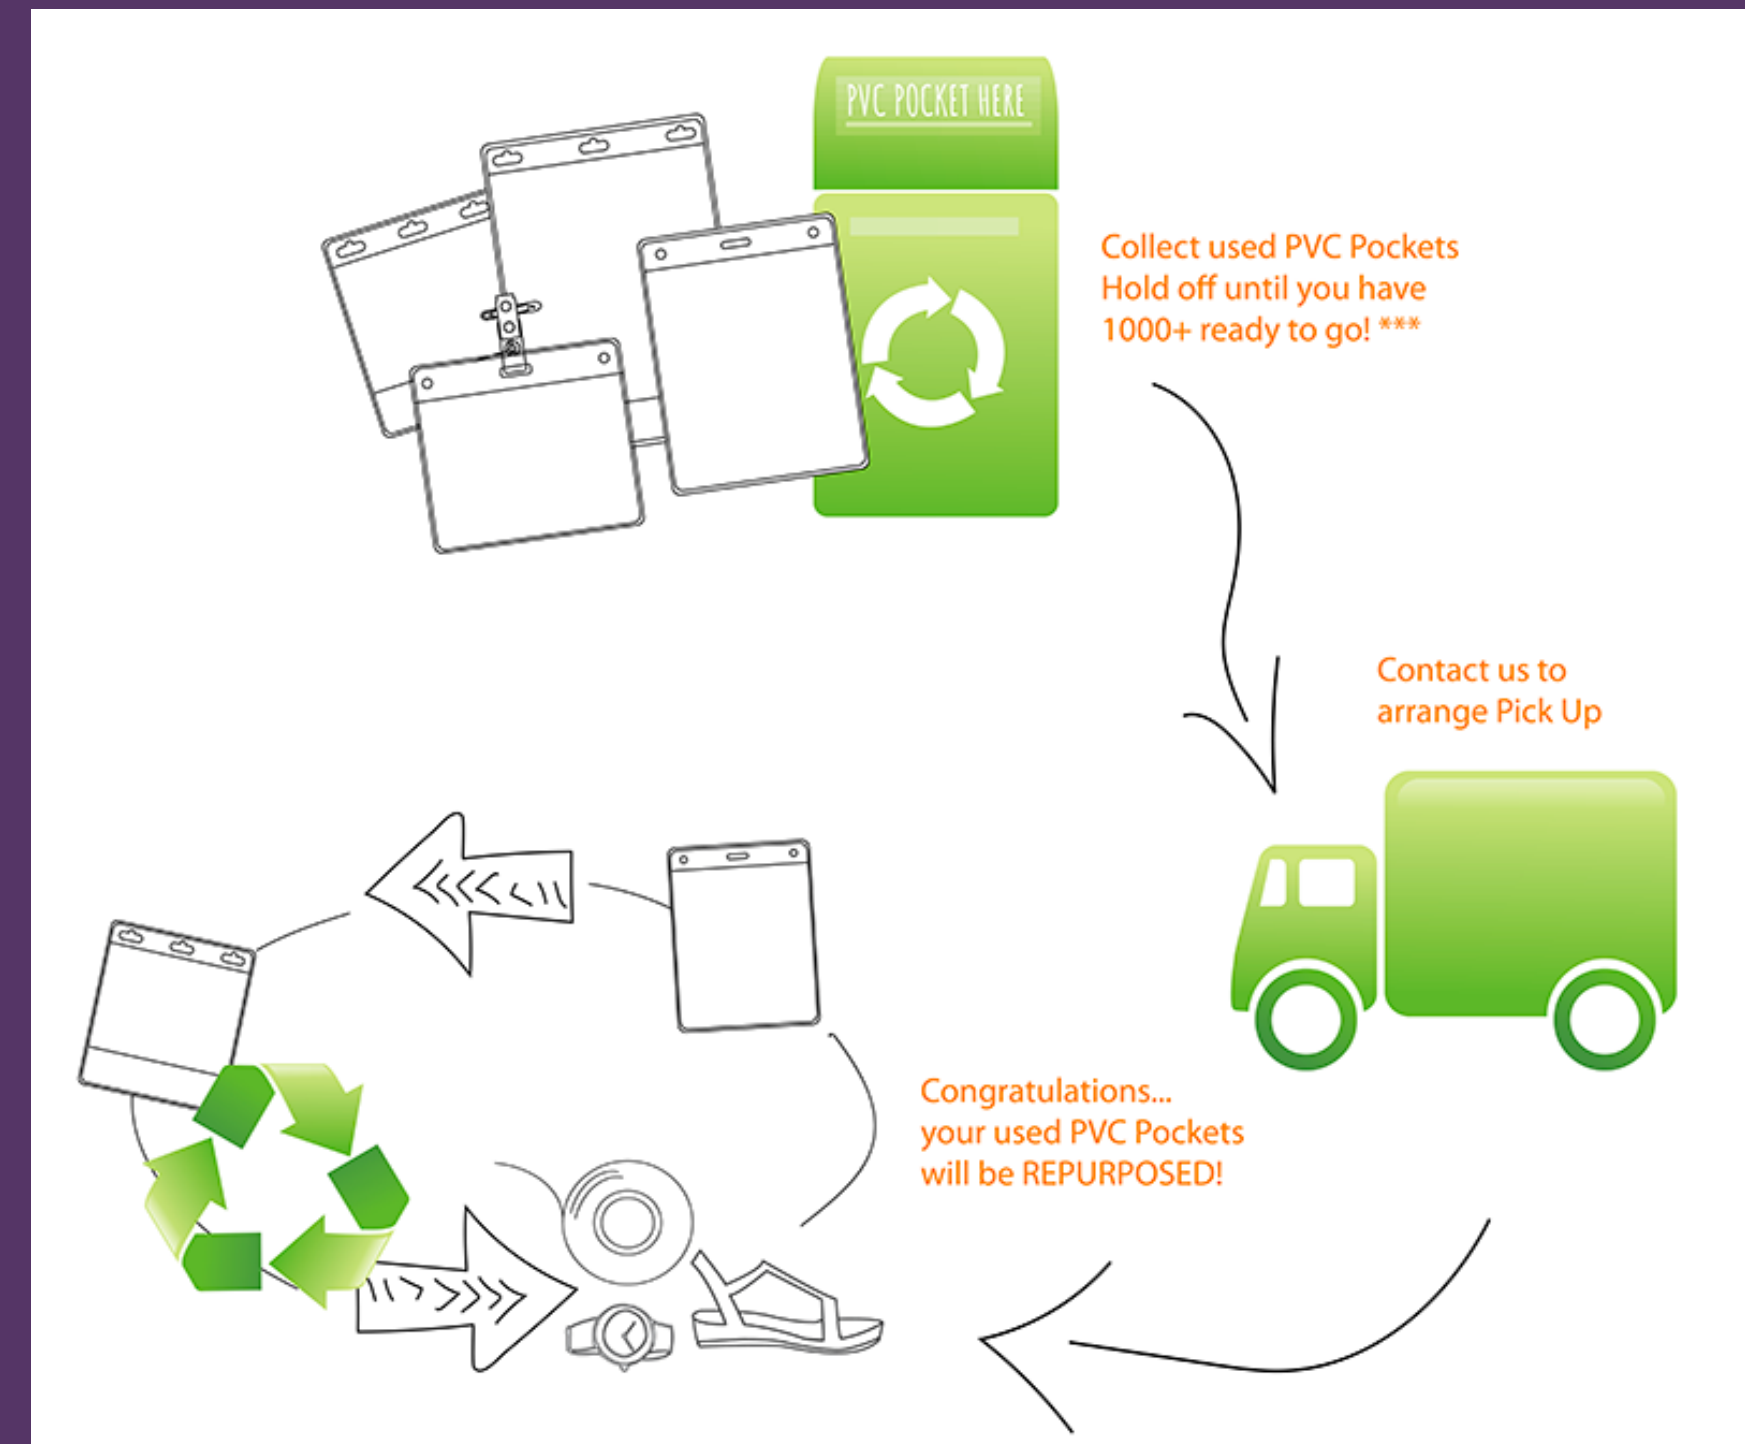 PVC POCKET HERE
Collect used PVC Pockets
Hold off until you have
1000+ ready to go! ***
Contact us to
arrange Pick Up
Congratulations...
your used PVC Pockets
will be REPURPOSED!